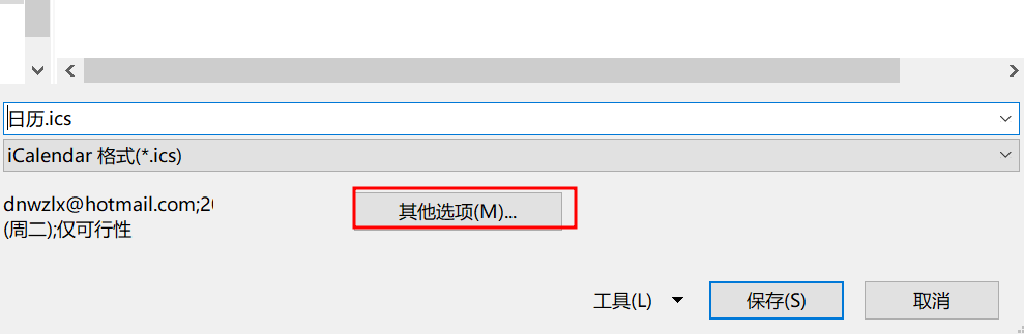 日历.ics
iCalendar 格式(*.ics)
dnwzlx@hotmail.com;2
(周二);仅可行性
其他选项(M)...
工具(L)
保存(S)
取消